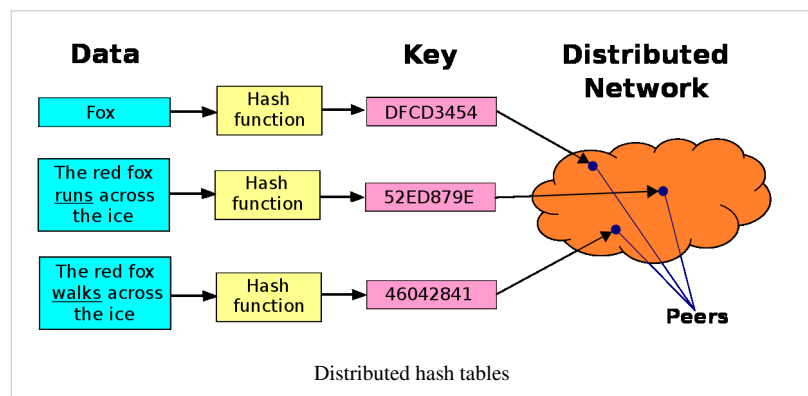 Data
Key
Distributed
Network
Fox
Hash
function
DFCD3454
The red fox
runs across
the ice
Hash
function
52ED879E
The red fox
walks across
the ice
Hash
function
46042841
Peers
Distributed hash tables